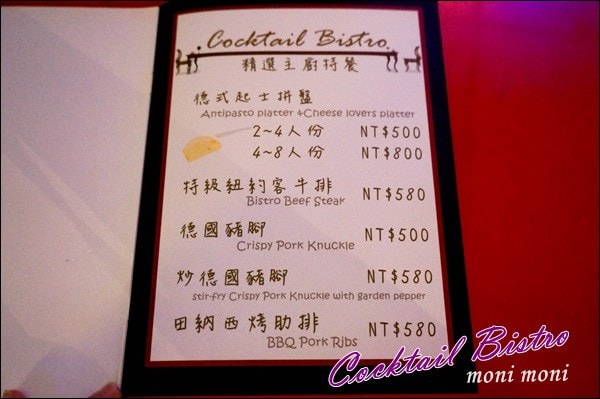 Cocktail Bistro
精選主廚特餐
德式起士拼盤
Antipasto platter &Cheese lovers platter
2~4人份 NT$500
4~8人份 NT$800
特級紐約客牛排 NT$580
Bistro Beef Steak
德國豬腳 NT$500
Crispy Pork Knuckle
炒德國豬腳 NT$580
stir-fry Crispy Pork Knuckle with garden pepper
田納西烤肋排 NT$580
BBQ Pork Ribs
Cocktail Bistro
moni moni